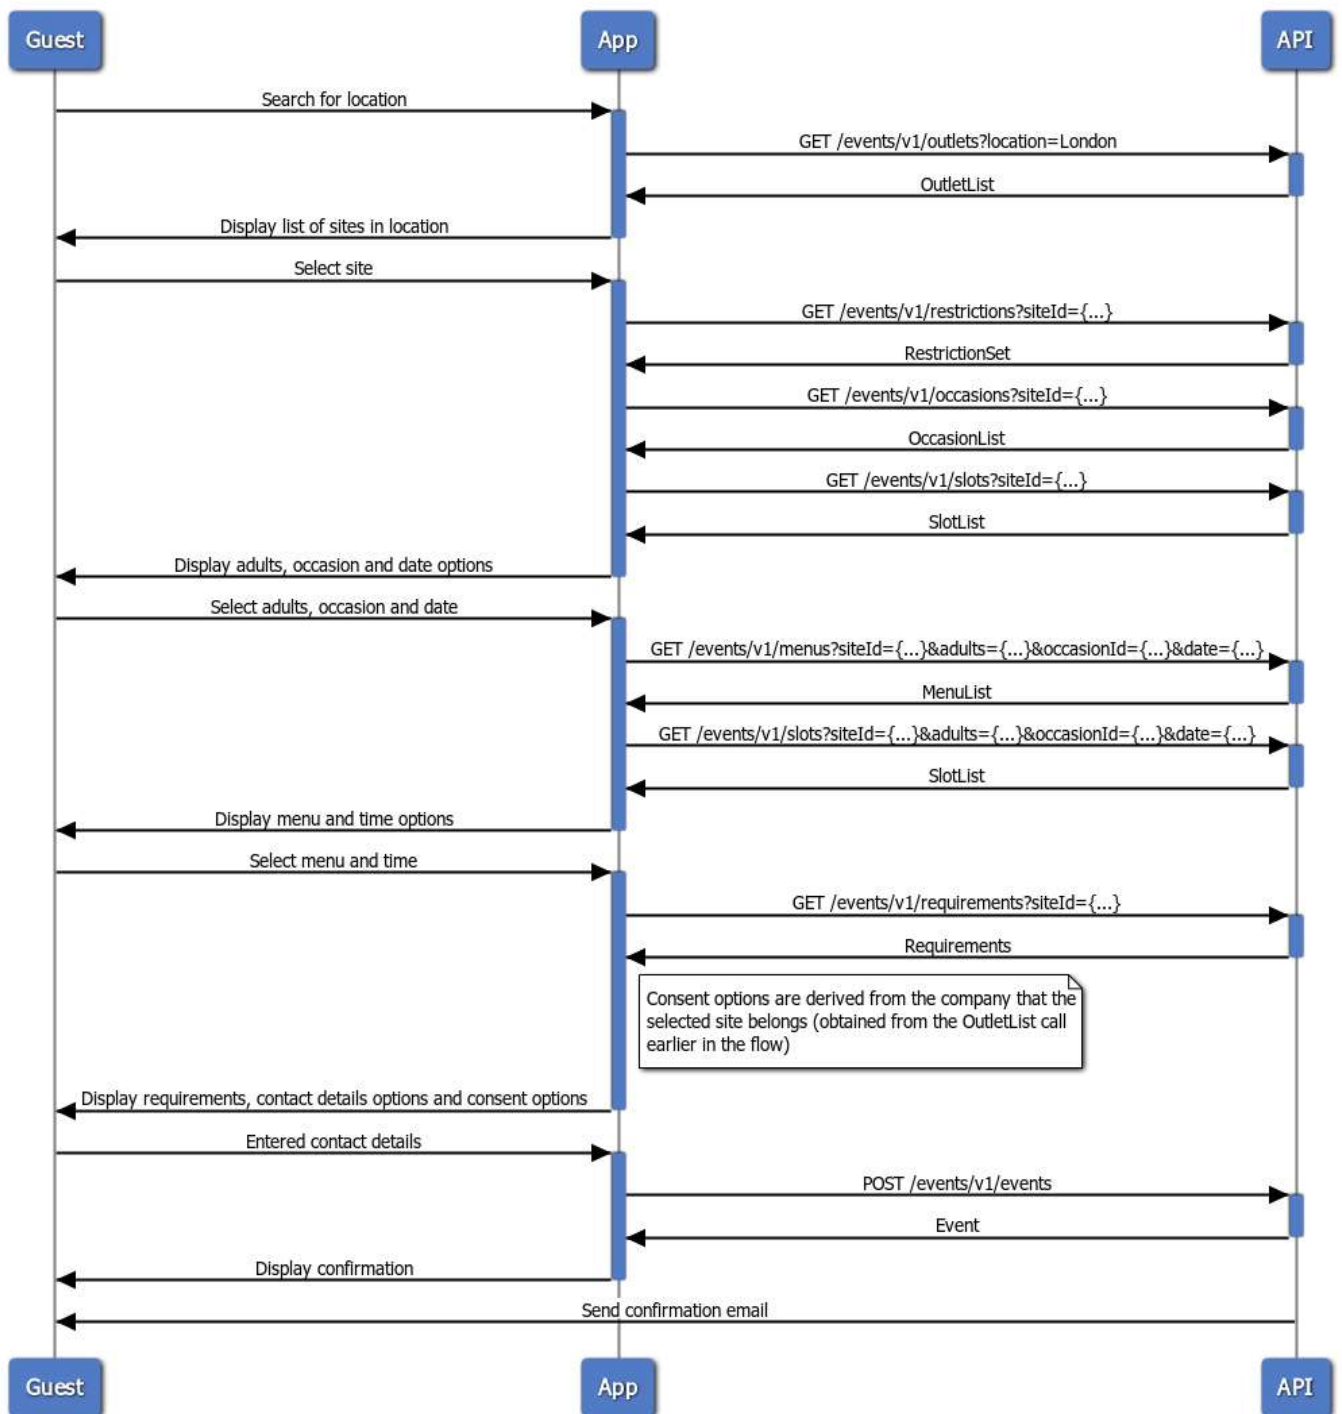 Guest
App
API
Search for location
GET /events/v1/outlets?location=London
OutletList
Display list of sites in location
Select site
GET /events/v1/restrictions?siteId={...}
RestrictionSet
GET /events/v1/occasions?siteId={...}
OccasionList
GET /events/v1/slots?siteId={...}
SlotList
Display adults, occasion and date options
Select adults, occasion and date
GET /events/v1/menus?siteId={...}&adults={...}&occasionId={...}&date={...}
MenuList
GET /events/v1/slots?siteId={...}&adults={...}&occasionId={...}&date={...}
SlotList
Display menu and time options
Select menu and time
GET /events/v1/requirements?siteId={...}
Requirements
Consent options are derived from the company that the
selected site belongs (obtained from the OutletList call
earlier in the flow)
Display requirements, contact details options and consent options
Entered contact details
POST /events/v1/events
Event
Display confirmation
Send confirmation email
Guest
App
API